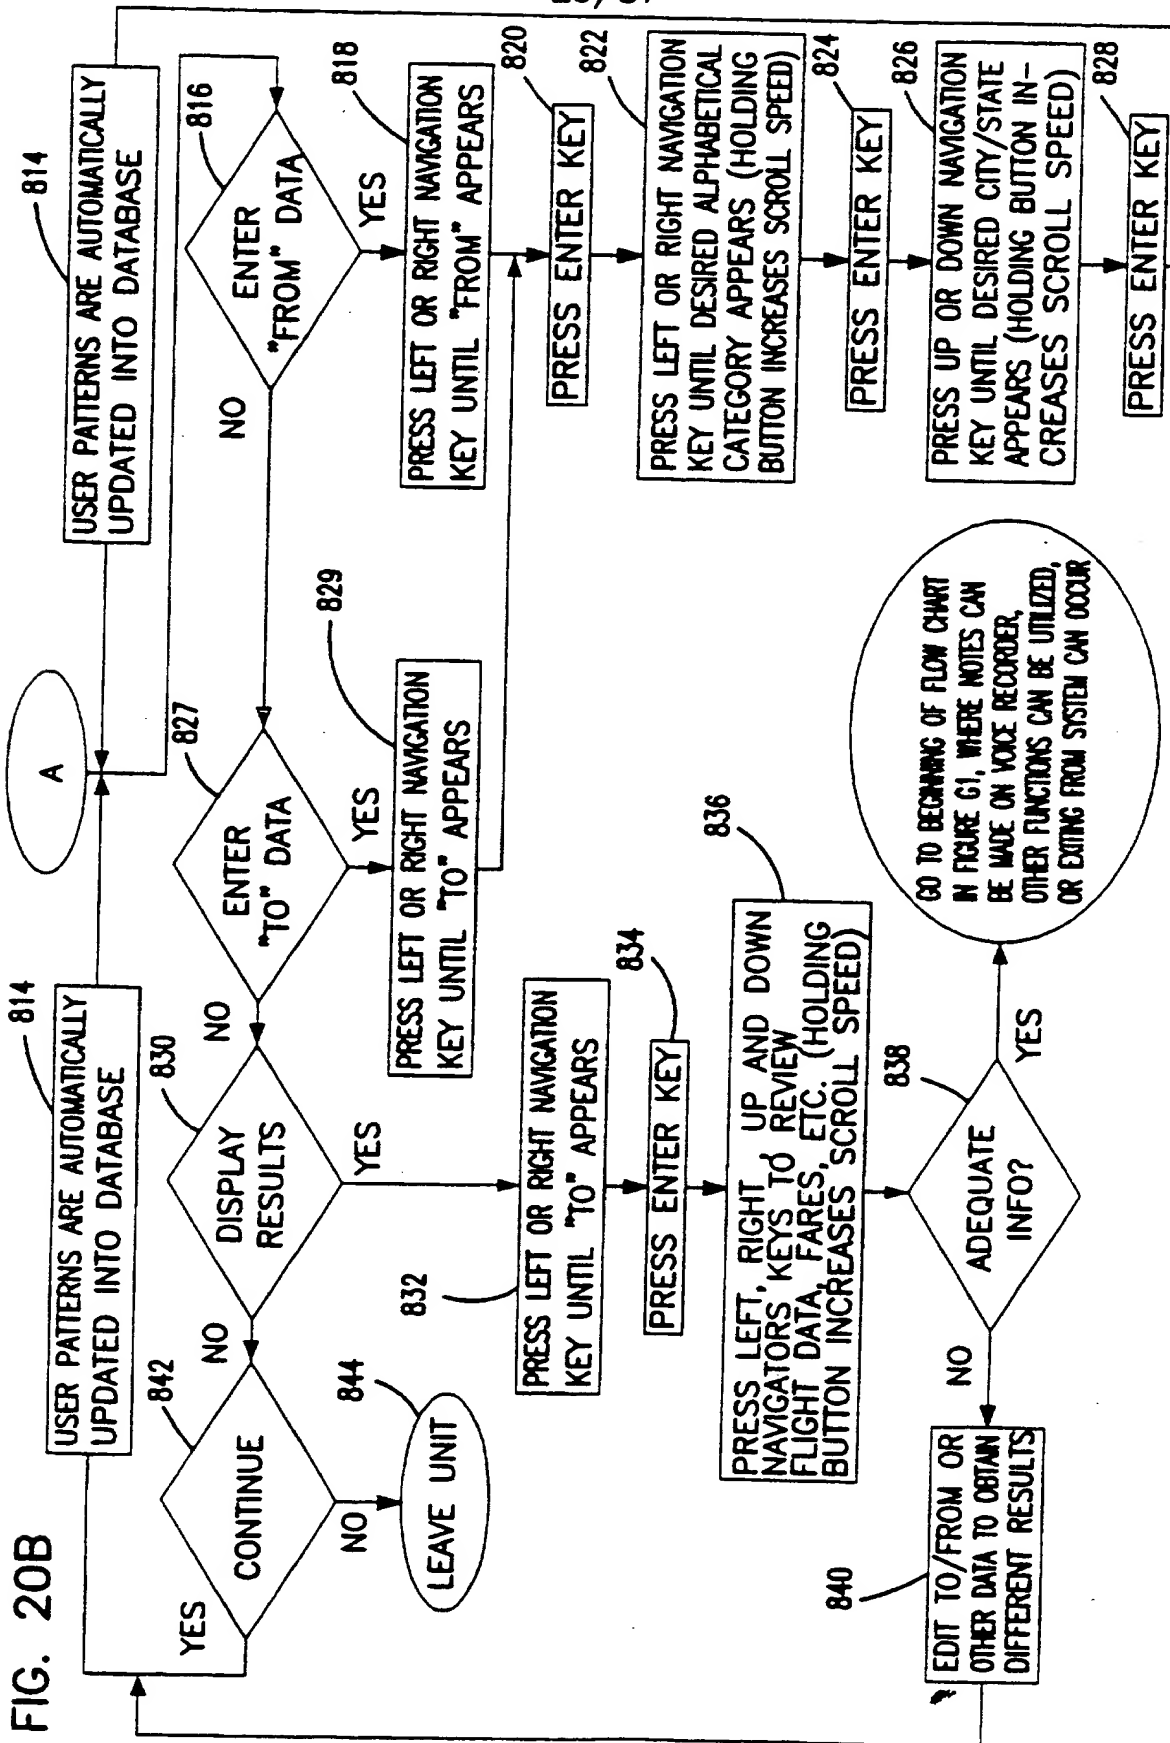 FIG. 20B
814
USER PATTERNS ARE AUTOMATICALLY
UPDATED INTO DATABASE
A
814
USER PATTERNS ARE AUTOMATICALLY
UPDATED INTO DATABASE
YES
CONTINUE
842
NO
LEAVE UNIT
844
NO
DISPLAY
RESULTS
830
YES
NO
ENTER
"TO" DATA
827
YES
NO
ENTER
"FROM" DATA
816
YES
PRESS LEFT OR RIGHT NAVIGATION
KEY UNTIL "FROM" APPEARS
818
PRESS LEFT OR RIGHT NAVIGATION
KEY UNTIL "TO" APPEARS
829
PRESS ENTER KEY
820
PRESS LEFT OR RIGHT NAVIGATION
KEY UNTIL DESIRED ALPHABETICAL
CATEGORY APPEARS (HOLDING
BUTTON INCREASES SCROLL SPEED)
822
PRESS ENTER KEY
824
PRESS UP OR DOWN NAVIGATION
KEY UNTIL DESIRED CITY/STATE
APPEARS (HOLDING BUTTON IN-
CREASES SCROLL SPEED)
826
PRESS ENTER KEY
828
832
PRESS LEFT OR RIGHT NAVIGATION
KEY UNTIL "TO" APPEARS
PRESS ENTER KEY
834
PRESS LEFT, RIGHT, UP AND DOWN
NAVIGATORS KEYS TO REVIEW
FLIGHT DATA, FARES, ETC. (HOLDING
BUTTON INCREASES SCROLL SPEED)
836
ADEQUATE
INFO?
838
YES
NO
GO TO BEGINNING OF FLOW CHART
IN FIGURE G1, WHERE NOTES CAN
BE MADE ON VOICE RECORDER,
OTHER FUNCTIONS CAN BE UTILIZED,
OR EXITING FROM SYSTEM CAN OCCUR
840
EDIT TO/FROM OR
OTHER DATA TO OBTAIN
DIFFERENT RESULTS